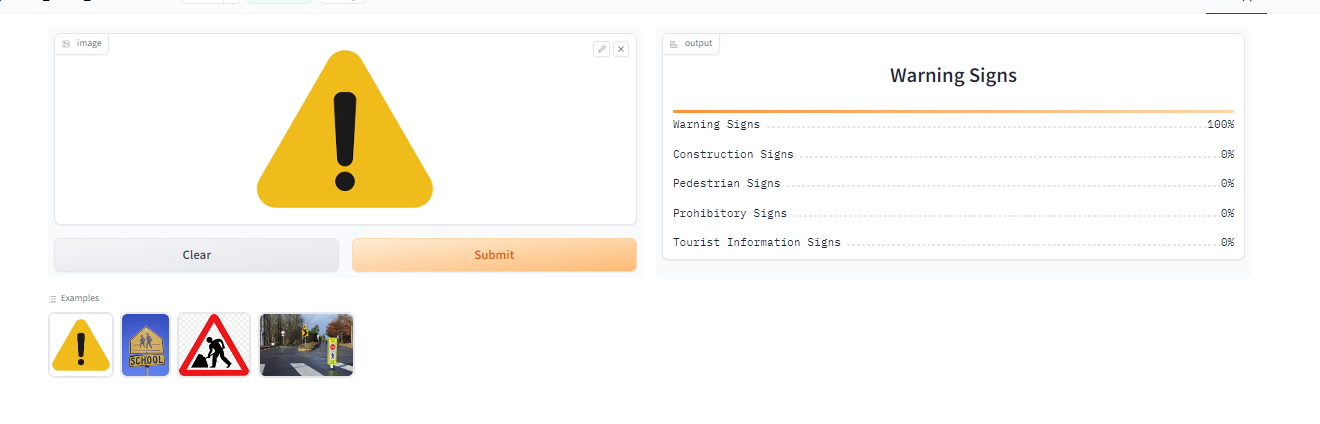 image
output
Warning Signs
Warning Signs 100%
Construction Signs 0%
Pedestrian Signs 0%
Prohibitory Signs 0%
Tourist Information Signs 0%
Clear
Submit
Examples
SCHOOL